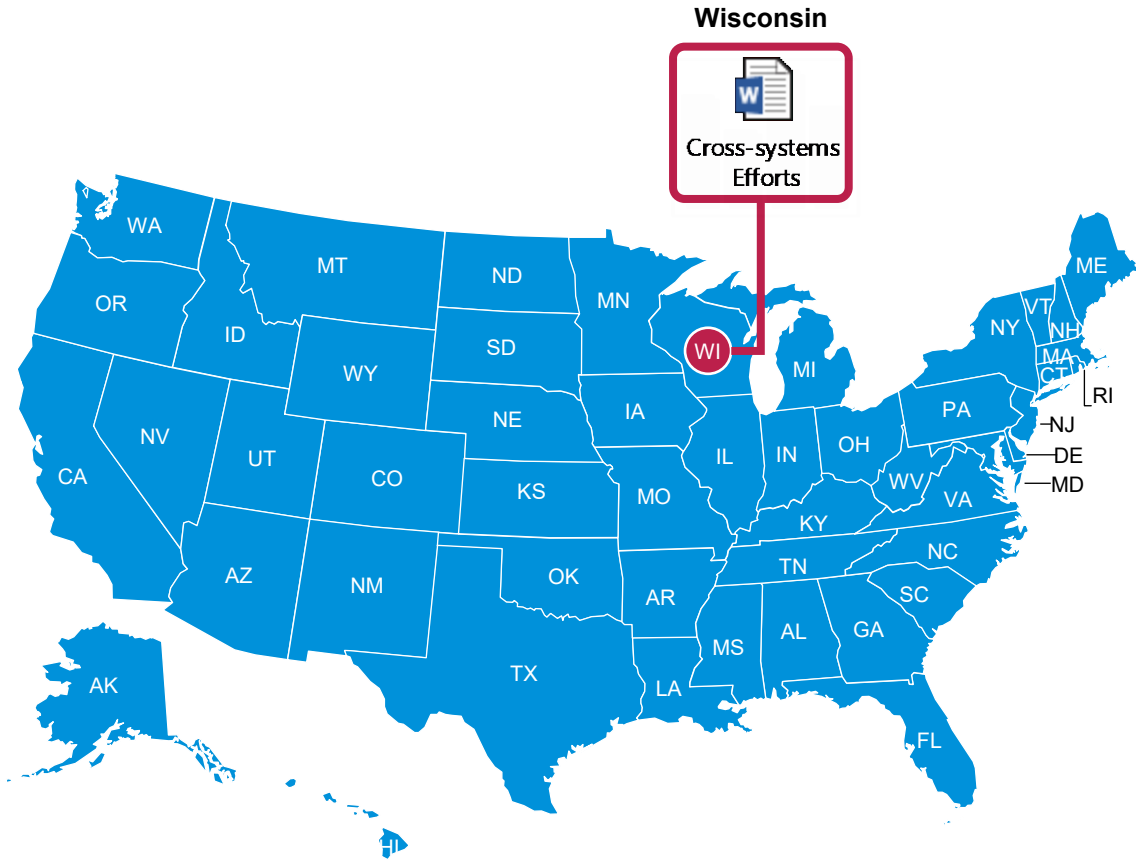 Wisconsin
W
Cross-systems
Efforts
WA
MT
ND
MN
ME
OR
ID
SD
WI
MI
NY
VT
NH
MA
CT
RI
WY
NE
IA
PA
NJ
NV
UT
CO
KS
MO
IL
IN
OH
WV
VA
DE
MD
CA
KY
AZ
NM
OK
AR
TN
NC
SC
TX
LA
MS
AL
GA
AK
FL
HI